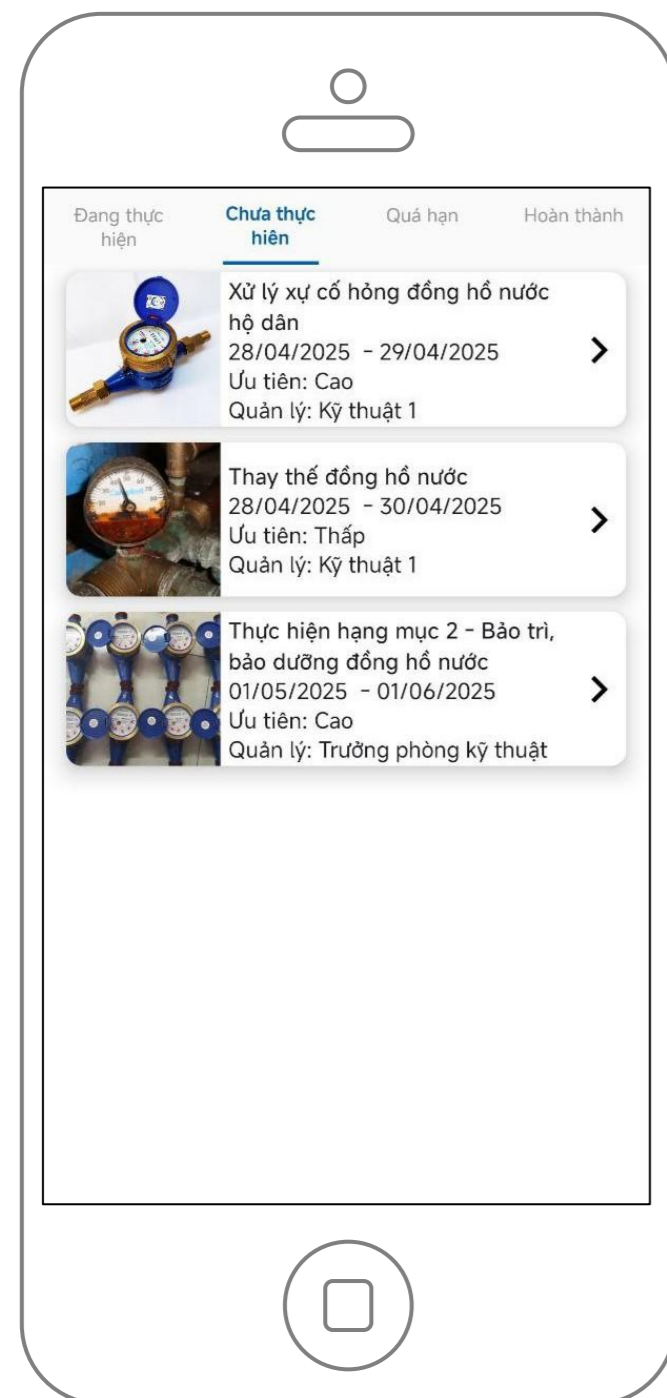 Đang thực
hiện
Chưa thực
hiên
Quá hạn
Hoàn thành
Xử lý xự cố hỏng đồng hồ nước
hộ dân
28/04/2025 - 29/04/2025
Ưu tiên: Cao
Quản lý: Kỹ thuật 1
Thay thế đồng hồ nước
28/04/2025 - 30/04/2025
Ưu tiên: Thấp
Quản lý: Kỹ thuật 1
Thực hiện hạng mục 2 - Bảo trì,
bảo dưỡng đồng hồ nước
01/05/2025 - 01/06/2025
Ưu tiên: Cao
Quản lý: Trưởng phòng kỹ thuật